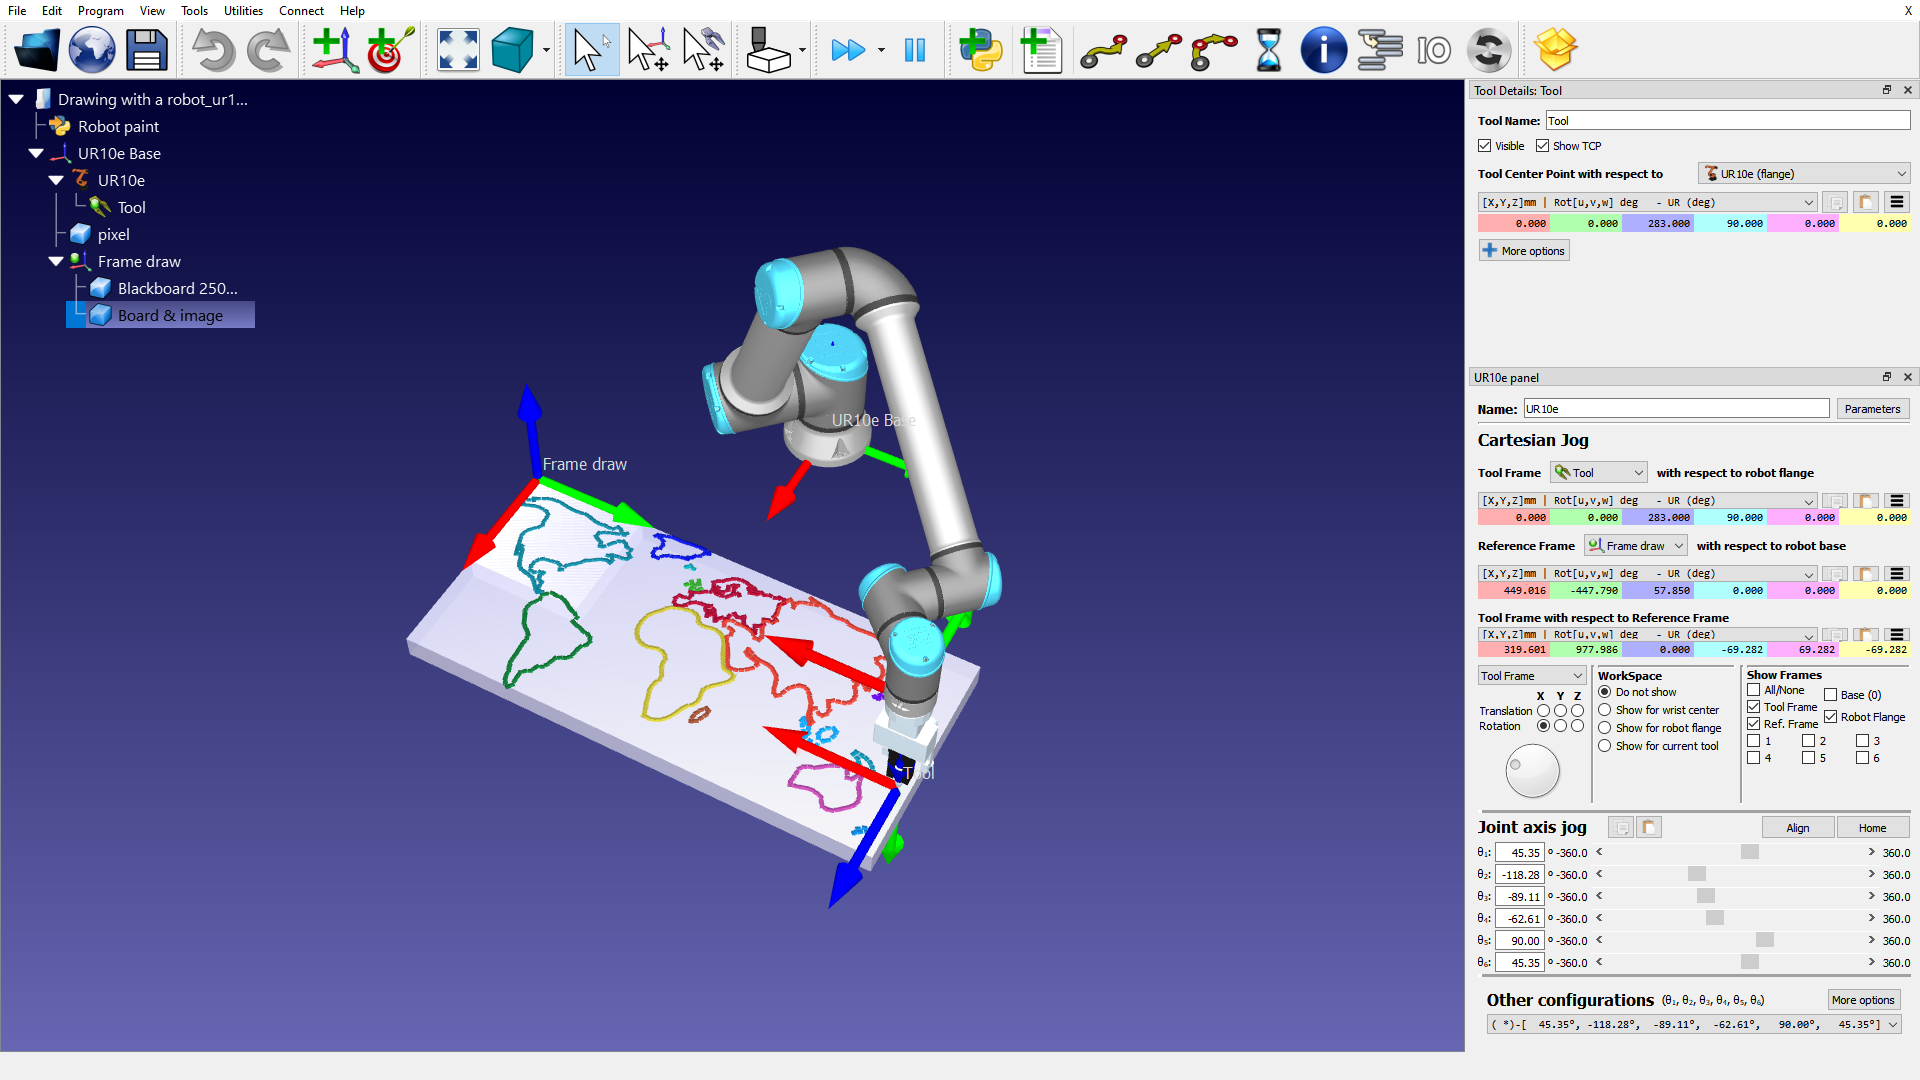 File Edit Program View Tools Utilities Connect Help X
Drawing with a robot_ur1...
Robot paint
UR10e Base
UR10e
Tool
pixel
Frame draw
Blackboard 250...
Board & image
UR10e Base
Frame draw
Tool
Tool Details: Tool
Tool Name: Tool
Visible Show TCP
Tool Center Point with respect to UR10e (flange)
[X,Y,Z]mm | Rot[u,v,w] deg - UR (deg)
0.000 0.000 283.000 90.000 0.000 0.000
More options
UR10e panel
Name: UR10e Parameters
Cartesian Jog
Tool Frame Tool with respect to robot flange
[X,Y,Z]mm | Rot[u,v,w] deg - UR (deg)
0.000 0.000 283.000 90.000 0.000 0.000
Reference Frame Frame draw with respect to robot base
[X,Y,Z]mm | Rot[u,v,w] deg - UR (deg)
449.016 -447.790 57.850 0.000 0.000 0.000
Tool Frame with respect to Reference Frame
[X,Y,Z]mm | Rot[u,v,w] deg - UR (deg)
319.601 977.986 0.000 -69.282 69.282 -69.282
Tool Frame
X Y Z
Translation
Rotation
WorkSpace
Do not show
Show for wrist center
Show for robot flange
Show for current tool
Show Frames
All/None Base (0)
Tool Frame
Ref. Frame Robot Flange
1 2 3
4 5 6
Joint axis jog Align Home
θ₁: 45.35 º -360.0 < > 360.0
θ₂: -118.28 º -360.0 < > 360.0
θ₃: -89.11 º -360.0 < > 360.0
θ₄: -62.61 º -360.0 < > 360.0
θ₅: 90.00 º -360.0 < > 360.0
θ₆: 45.35 º -360.0 < > 360.0
Other configurations (θ₁, θ₂, θ₃, θ₄, θ₅, θ₆) More options
( *)-[ 45.35°, -118.28°, -89.11°, -62.61°, 90.00°, 45.35°]